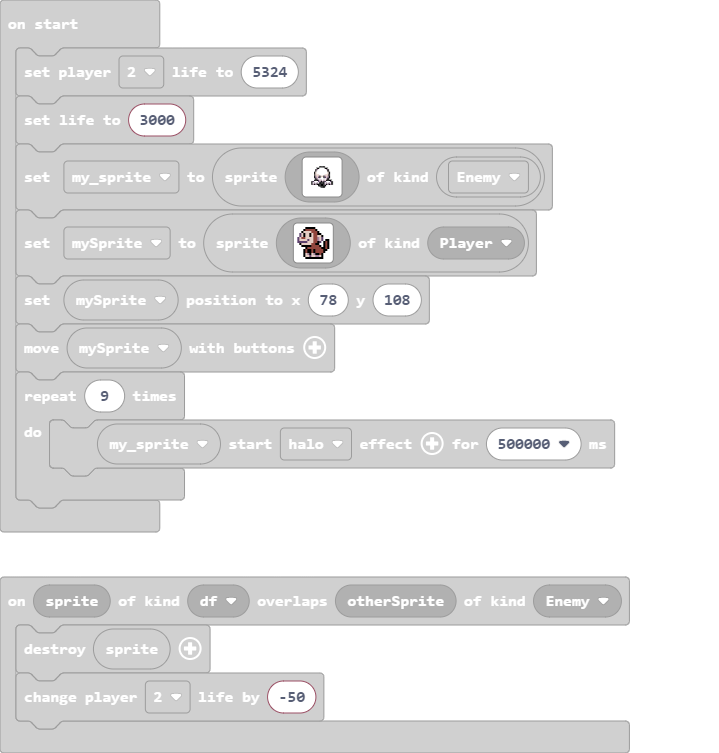 on start
set player 2 life to 5324
set life to 3000
set my_sprite to sprite of kind Enemy
set mySprite to sprite of kind Player
set mySprite position to x 78 y 108
move mySprite with buttons
repeat 9 times
do
my_sprite start halo effect for 500000 ms
on sprite of kind df overlaps otherSprite of kind Enemy
destroy sprite
change player 2 life by -50